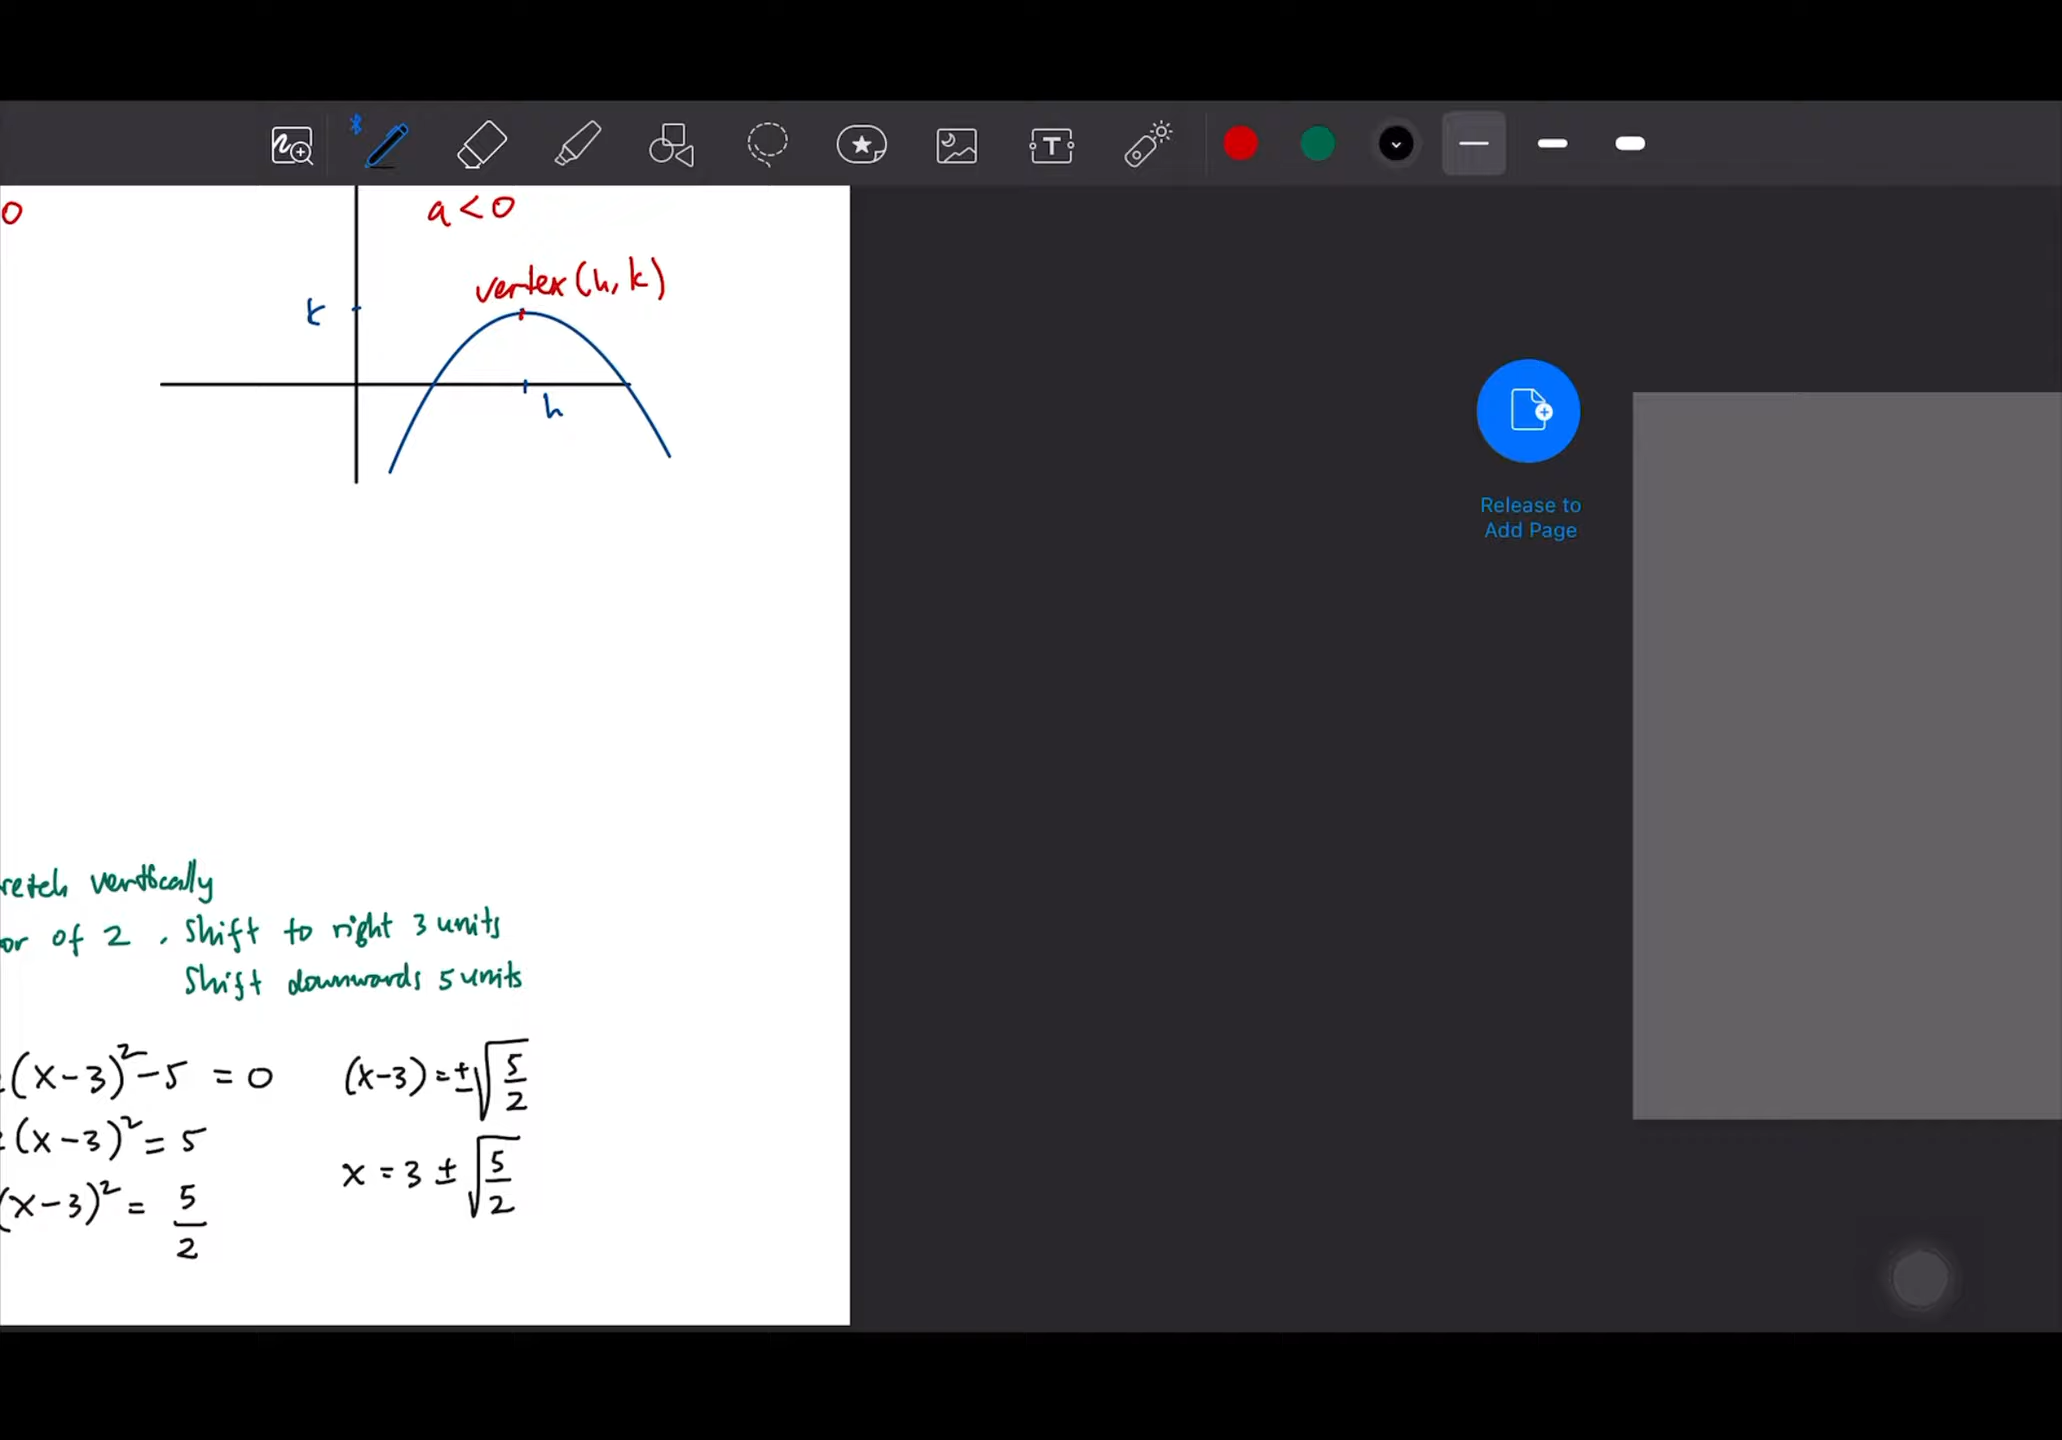 0
a < 0
vertex (h, k)
k
h
Release to
Add Page
retch vertically
or of 2 . Shift to right 3 units
Shift downwards 5 units
(x-3)²-5 = 0
(x-3)² = 5
(x-3)² = 5/2
(x-3) = ±√5/2
x = 3 ± √5/2